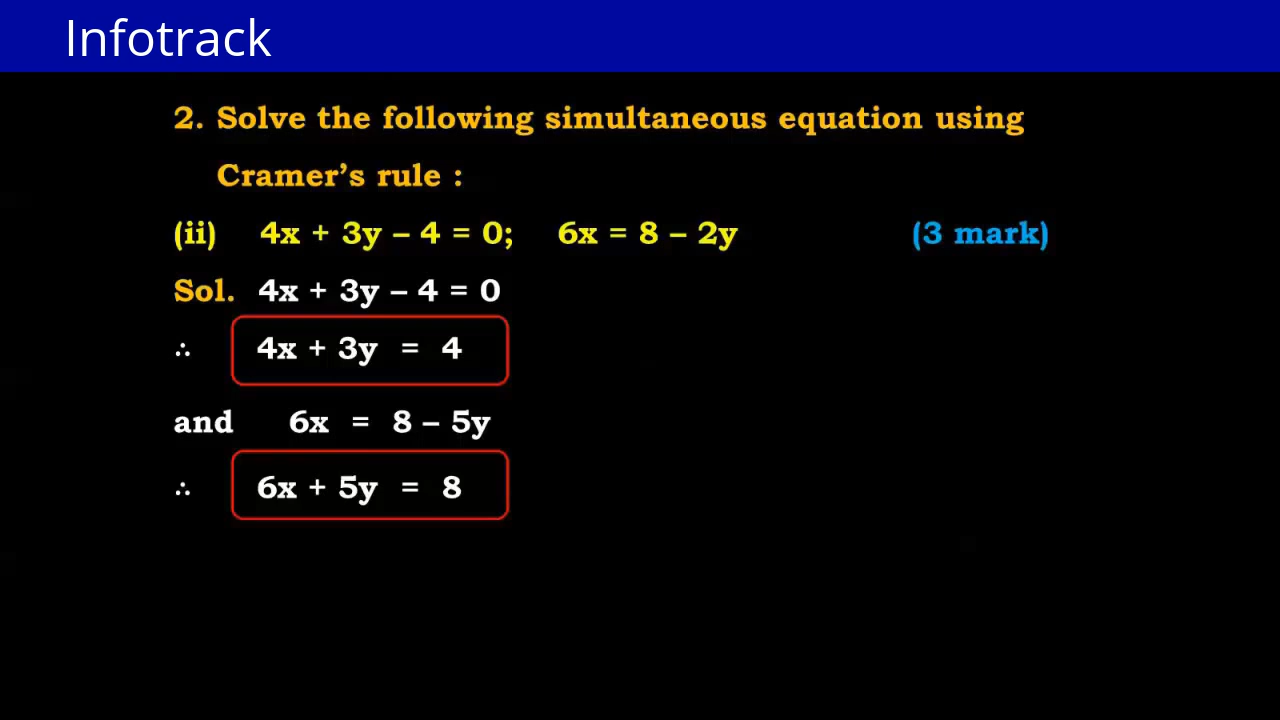 Infotrack
2. Solve the following simultaneous equation using
Cramer's rule :
(ii) 4x + 3y – 4 = 0; 6x = 8 – 2y (3 mark)
Sol. 4x + 3y – 4 = 0
∴ 4x + 3y = 4
and 6x = 8 – 5y
∴ 6x + 5y = 8